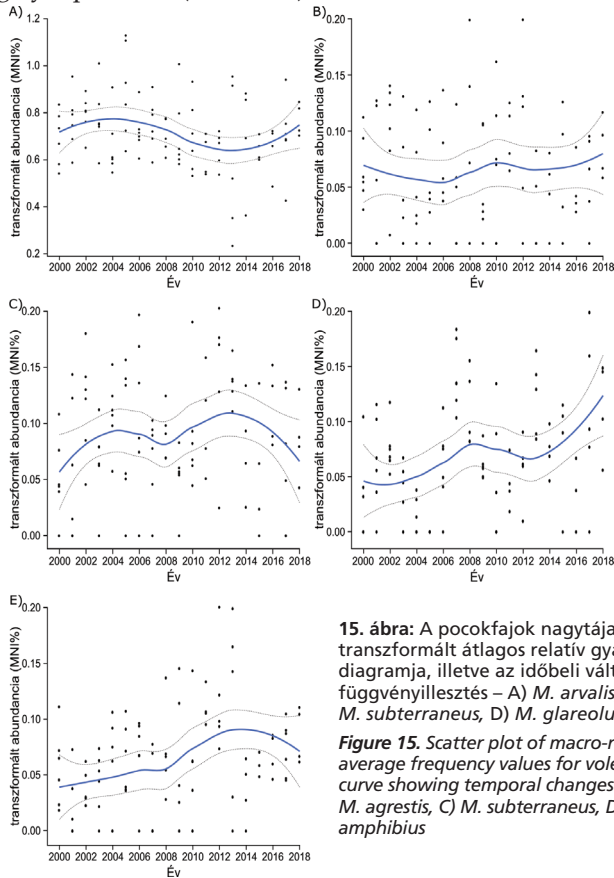 A)
transzformált abundancia (MNI%)
1.2
1.0
0.8
0.6
0.4
0.2
2000 2002 2004 2006 2008 2010 2012 2014 2016 2018
Év
B)
transzformált abundancia (MNI%)
0.20
0.15
0.10
0.05
0.00
2000 2002 2004 2006 2008 2010 2012 2014 2016 2018
Év
C)
transzformált abundancia (MNI%)
0.20
0.15
0.10
0.05
0.00
2000 2002 2004 2006 2008 2010 2012 2014 2016 2018
Év
D)
transzformált abundancia (MNI%)
0.20
0.15
0.10
0.05
0.00
2000 2002 2004 2006 2008 2010 2012 2014 2016 2018
Év
E)
transzformált abundancia (MNI%)
0.20
0.15
0.10
0.05
0.00
2000 2002 2004 2006 2008 2010 2012 2014 2016 2018
Év
15. ábra: A pocokfajok nagytája
transzformált átlagos relatív gya
diagramja, illetve az időbeli vált
függvényillesztés – A) M. arvalis
M. subterraneus, D) M. glareolu
Figure 15. Scatter plot of macro-r
average frequency values for vole
curve showing temporal changes
M. agrestis, C) M. subterraneus, D
amphibius